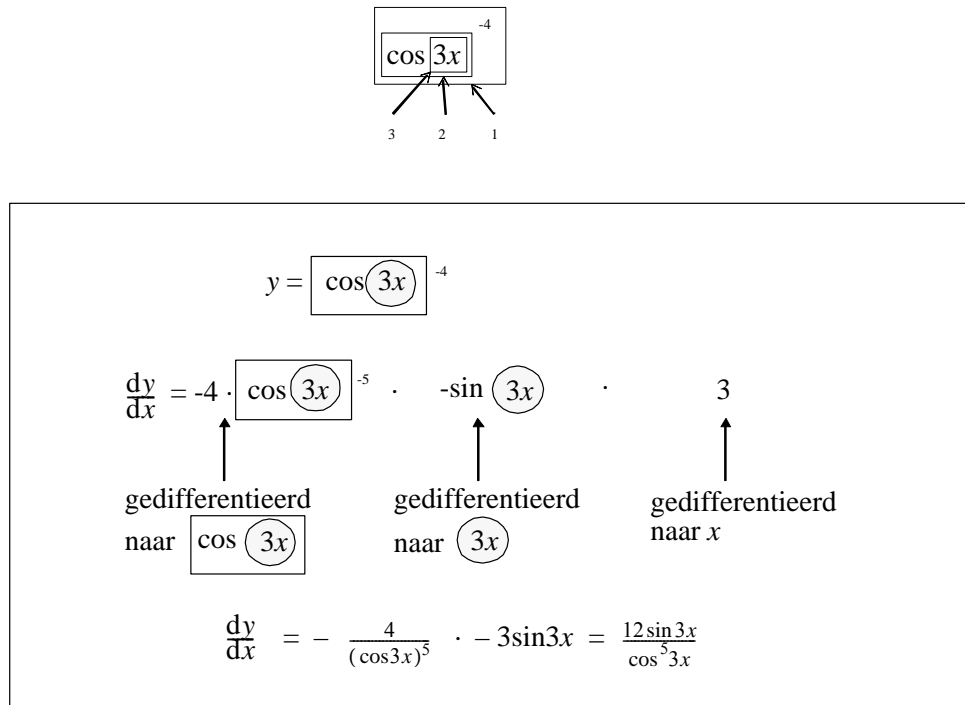 cos 3x -4
3 2 1
y = cos 3x -4
dy/dx = -4 · cos 3x -5 · -sin 3x · 3
gedifferentieerd gedifferentieerd gedifferentieerd
naar cos 3x naar 3x naar x
dy/dx = − 4/(cos3x)^5 · − 3sin3x = 12sin3x/cos^5 3x